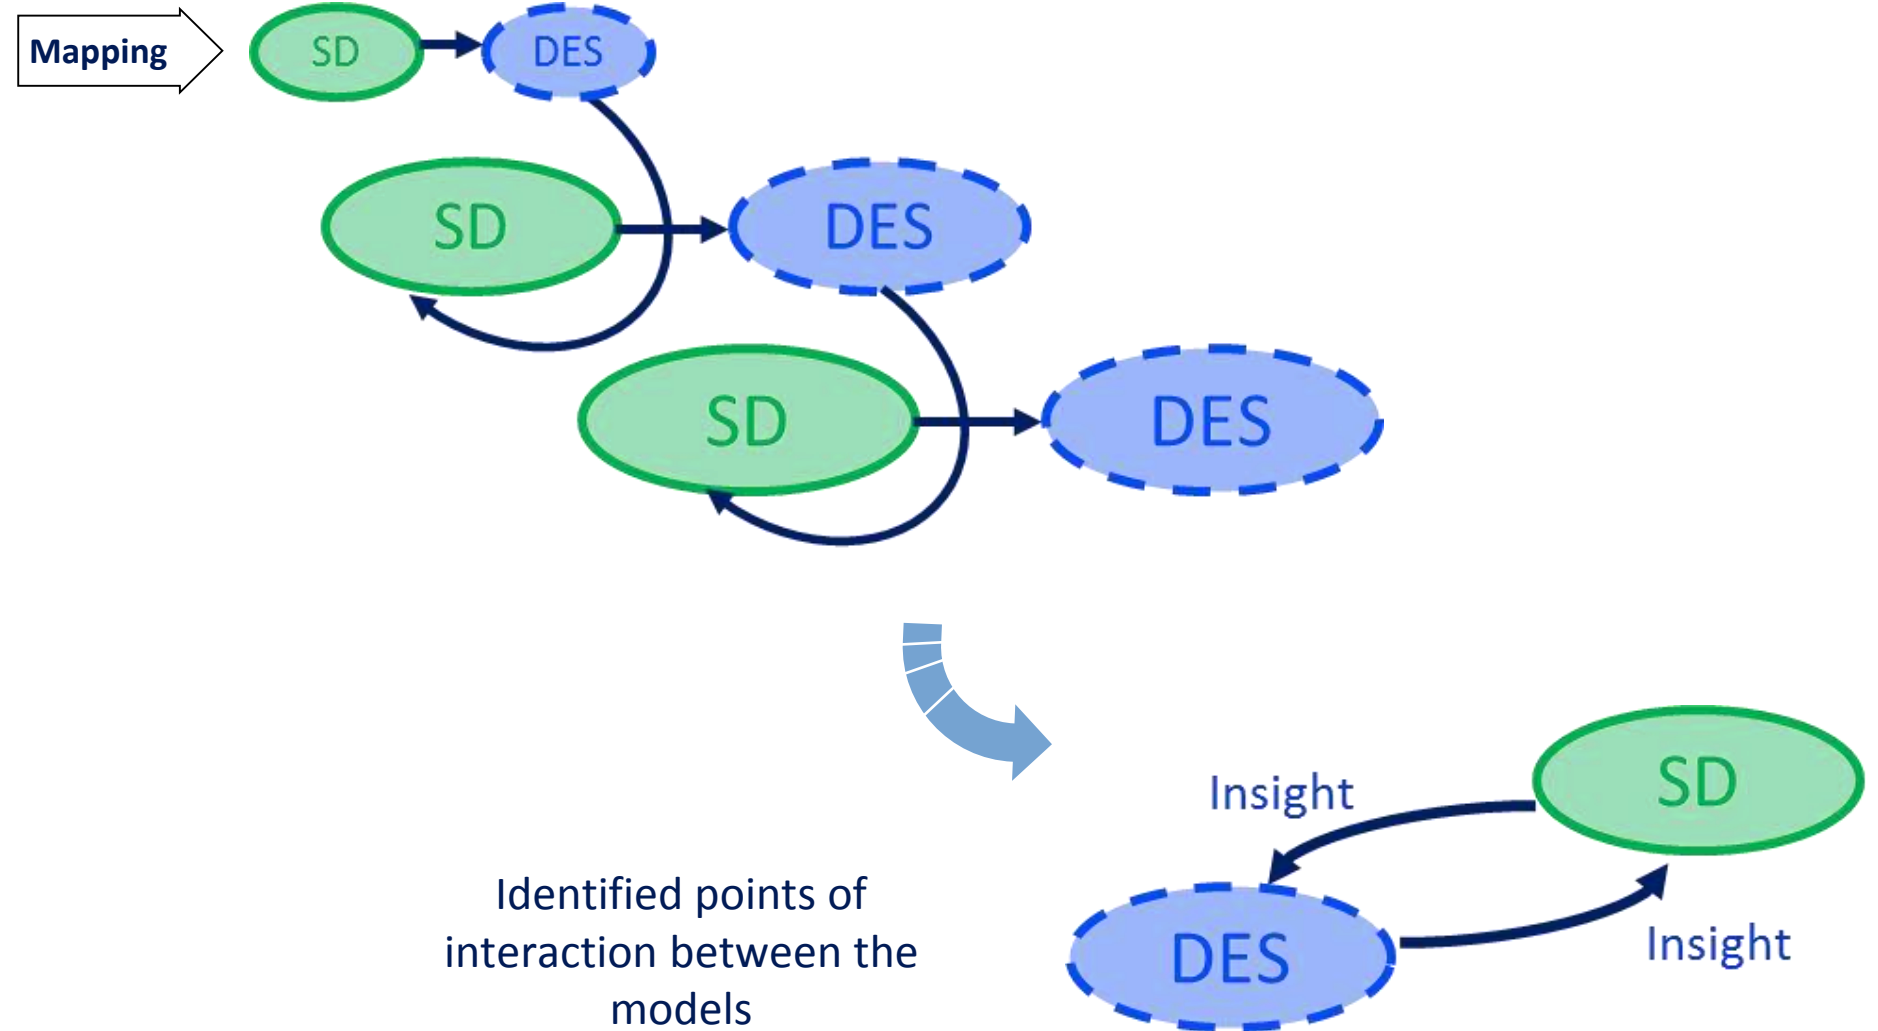 Mapping
SD
DES
SD
DES
SD
DES
SD
Insight
DES
Insight
Identified points of
interaction between the
models